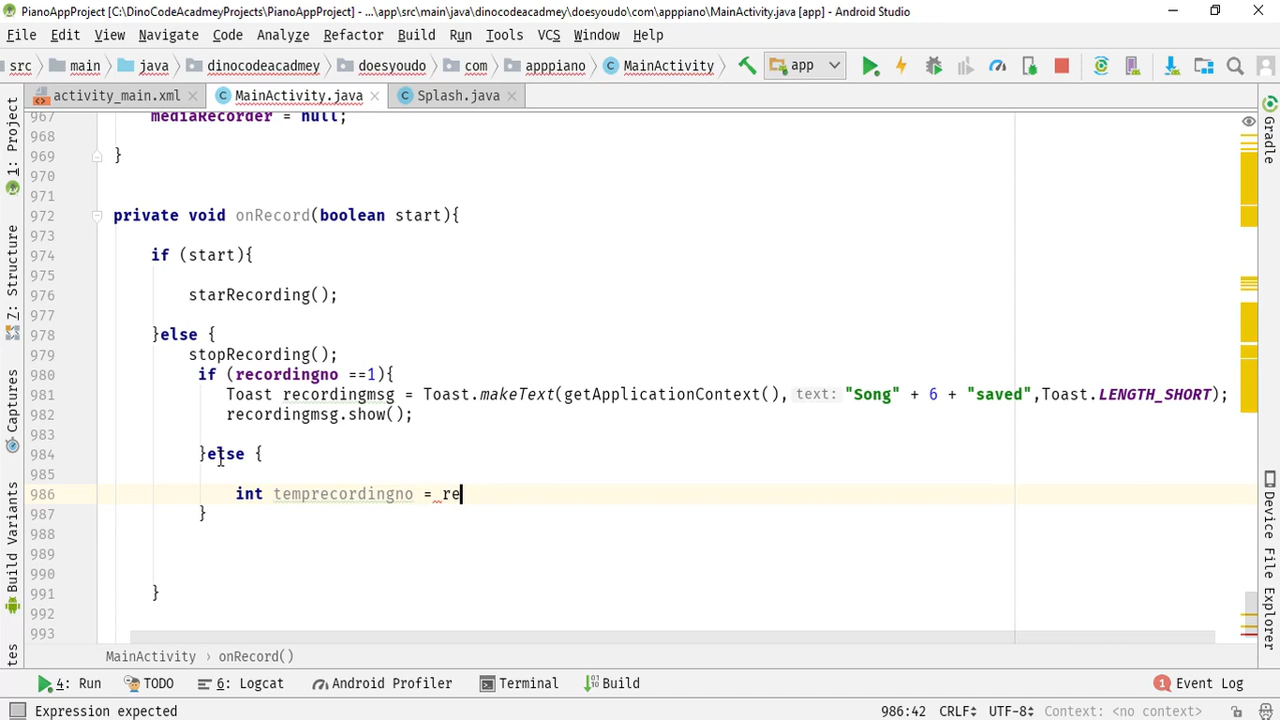 PianoAppProject [C:\DinoCodeAcadmeyProjects\PianoAppProject] - ...\app\src\main\java\dinocodeacadmey\doesyoudo\com\apppiano\MainActivity.java [app] - Android Studio
File Edit View Navigate Code Analyze Refactor Build Run Tools VCS Window Help
src main java dinocodeacadmey doesyoudo com apppiano MainActivity app
activity_main.xml MainActivity.java Splash.java
1: Project
Z: Structure
Captures
Build Variants
tes
Gradle
Device File Explorer
967 mediaRecorder = null;
968
969 }
970
971
972 private void onRecord(boolean start){
973
974 if (start){
975
976 starRecording();
977
978 }else {
979 stopRecording();
980 if (recordingno ==1){
981 Toast recordingmsg = Toast.makeText(getApplicationContext(), text: "Song" + 6 + "saved",Toast.LENGTH_SHORT);
982 recordingmsg.show();
983
984 }else {
985
986 int temprecordingno = re
987 }
988
989
990
991 }
992
993
MainActivity › onRecord()
4: Run TODO 6: Logcat Android Profiler Terminal Build 1 Event Log
Expression expected 986:42 CRLF UTF-8 Context: <no context>